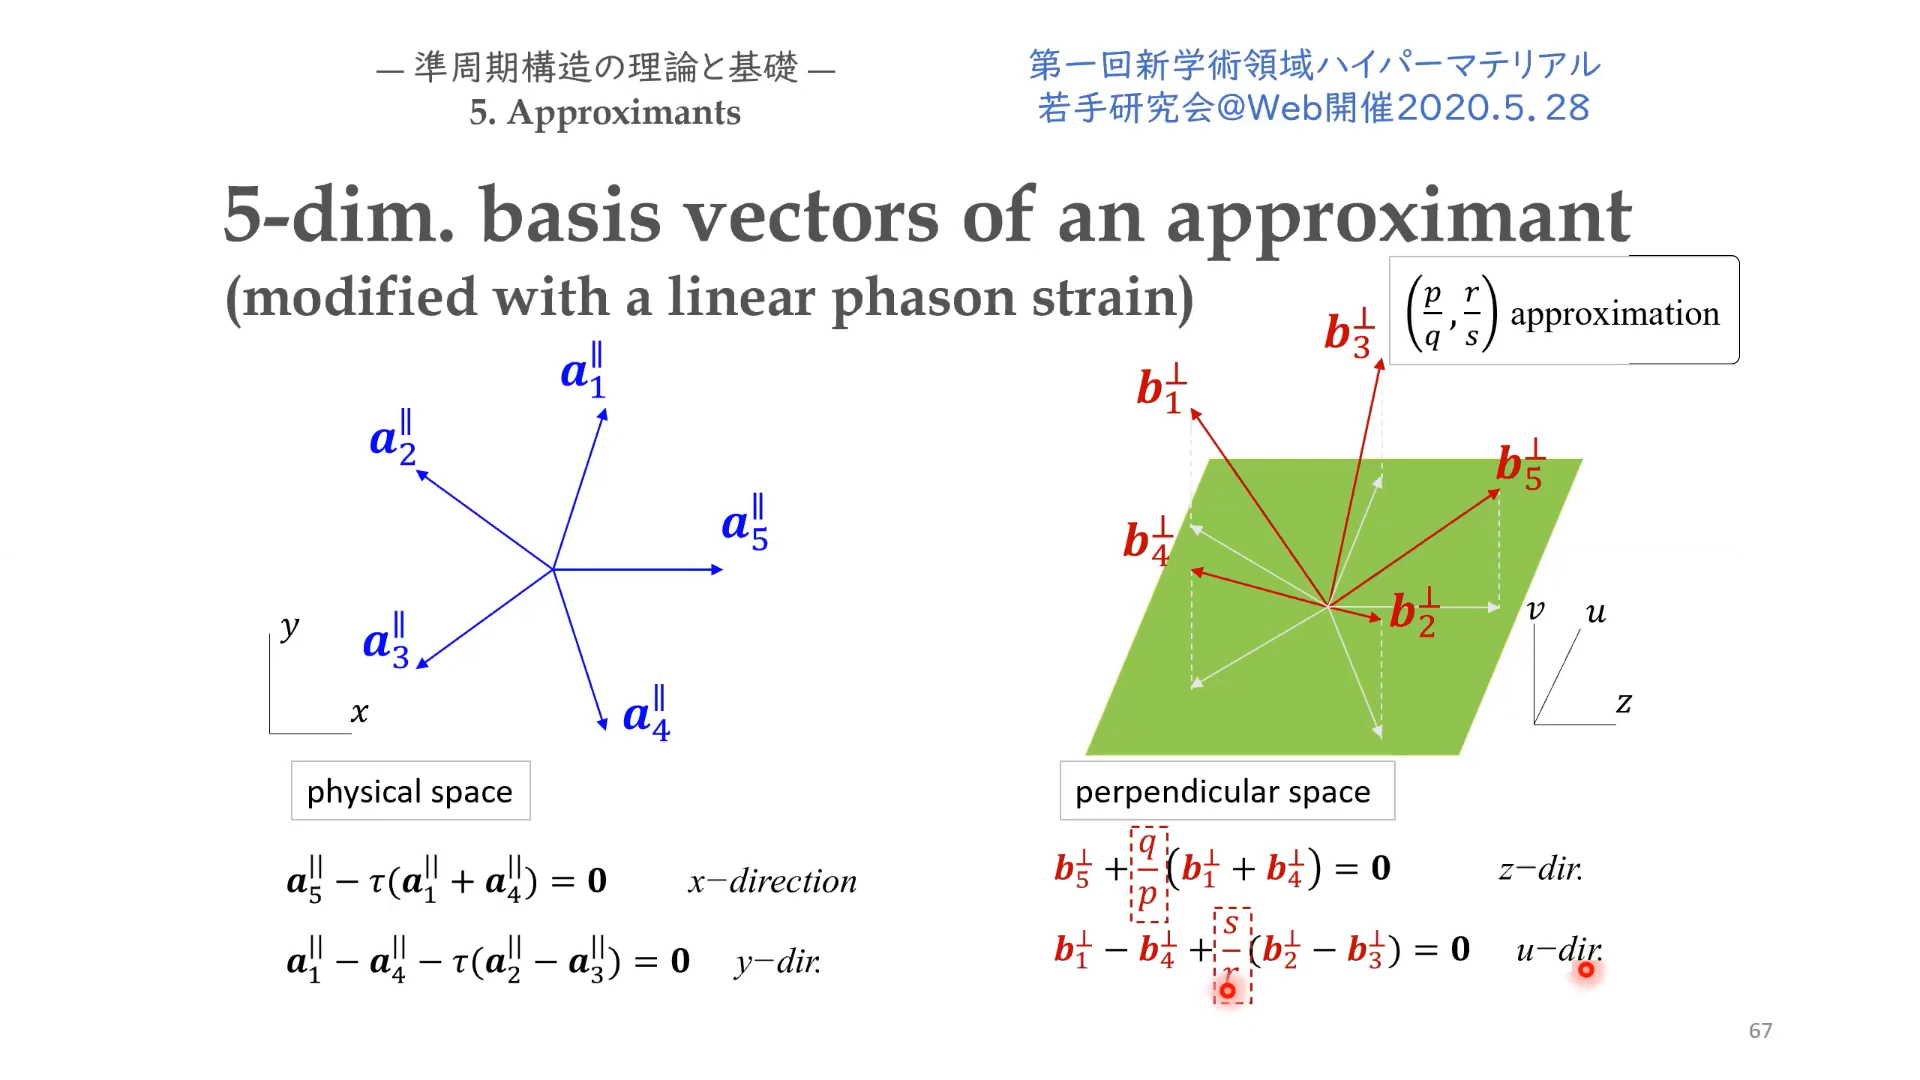 — 準周期構造の理論と基礎 —
5. Approximants
第一回新学術領域ハイパーマテリアル
若手研究会@Web開催2020.5.28
5-dim. basis vectors of an approximant
(modified with a linear phason strain)
(p/q, r/s) approximation
a₁^∥
a₂^∥
a₅^∥
a₃^∥
a₄^∥
y
x
b₃^⊥
b₁^⊥
b₅^⊥
b₄^⊥
b₂^⊥
v
u
z
physical space
a₅^∥ − τ(a₁^∥ + a₄^∥) = 0 x−direction
a₁^∥ − a₄^∥ − τ(a₂^∥ − a₃^∥) = 0 y−dir.
perpendicular space
b₅^⊥ + q/p (b₁^⊥ + b₄^⊥) = 0 z−dir.
b₁^⊥ − b₄^⊥ + s/r (b₂^⊥ − b₃^⊥) = 0 u−dir.
67